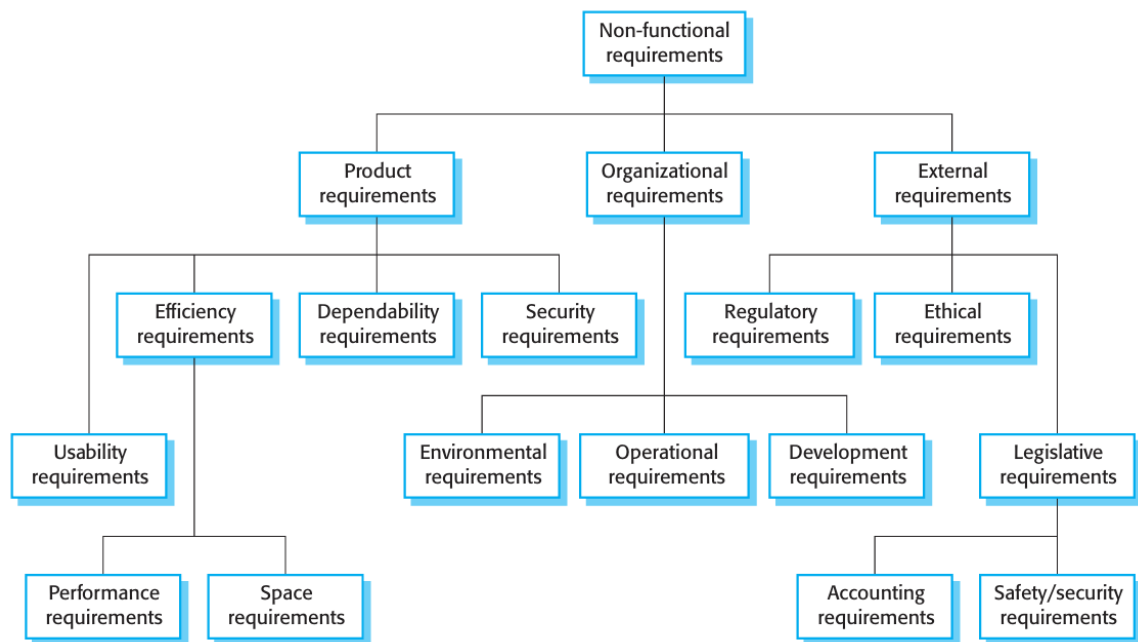 Non-functional
requirements
Product
requirements
Organizational
requirements
External
requirements
Efficiency
requirements
Dependability
requirements
Security
requirements
Regulatory
requirements
Ethical
requirements
Usability
requirements
Environmental
requirements
Operational
requirements
Development
requirements
Legislative
requirements
Performance
requirements
Space
requirements
Accounting
requirements
Safety/security
requirements